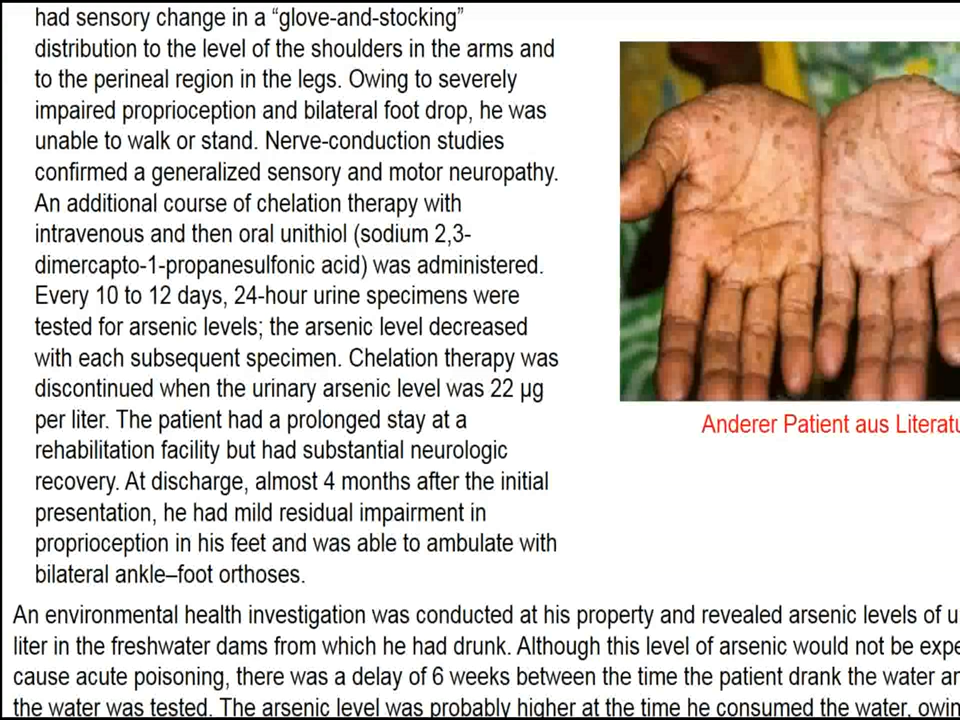 had sensory change in a “glove-and-stocking”
distribution to the level of the shoulders in the arms and
to the perineal region in the legs. Owing to severely
impaired proprioception and bilateral foot drop, he was
unable to walk or stand. Nerve-conduction studies
confirmed a generalized sensory and motor neuropathy.
An additional course of chelation therapy with
intravenous and then oral unithiol (sodium 2,3-
dimercapto-1-propanesulfonic acid) was administered.
Every 10 to 12 days, 24-hour urine specimens were
tested for arsenic levels; the arsenic level decreased
with each subsequent specimen. Chelation therapy was
discontinued when the urinary arsenic level was 22 µg
per liter. The patient had a prolonged stay at a
rehabilitation facility but had substantial neurologic
recovery. At discharge, almost 4 months after the initial
presentation, he had mild residual impairment in
proprioception in his feet and was able to ambulate with
bilateral ankle–foot orthoses.
Anderer Patient aus
An environmental health investigation was conducted at his property and revealed arsenic levels of
liter in the freshwater dams from which he had drunk. Although this level of arsenic would not be
cause acute poisoning, there was a delay of 6 weeks between the time the patient drank the water
the water was tested. The arsenic level was probably higher at the time he consumed the water,